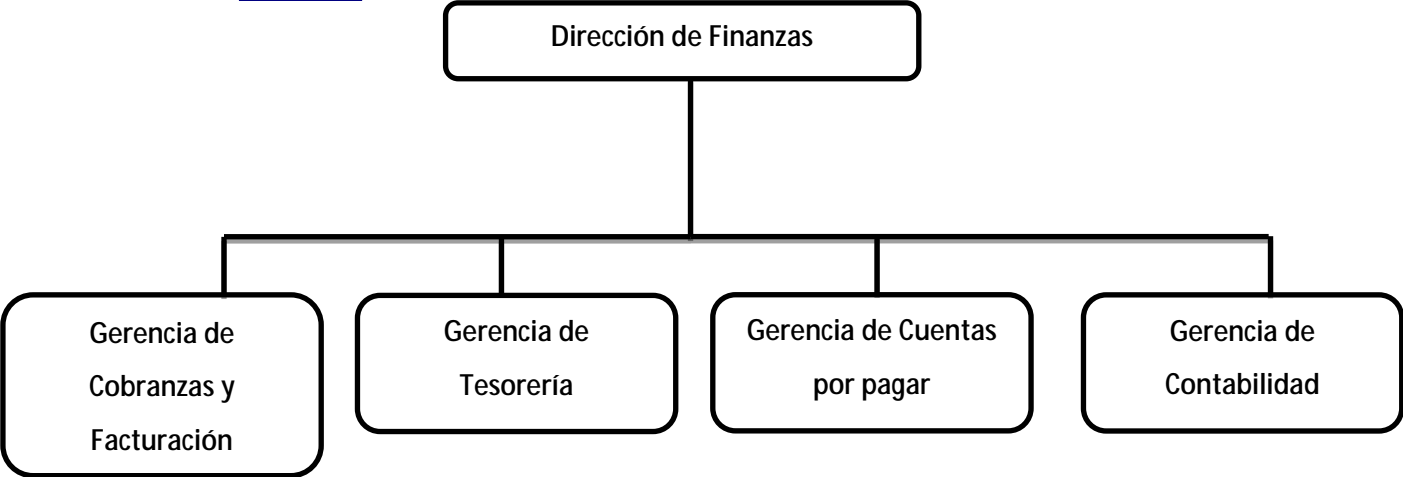 Dirección de Finanzas
Gerencia de
Cobranzas y
Facturación
Gerencia de
Tesorería
Gerencia de Cuentas
por pagar
Gerencia de
Contabilidad